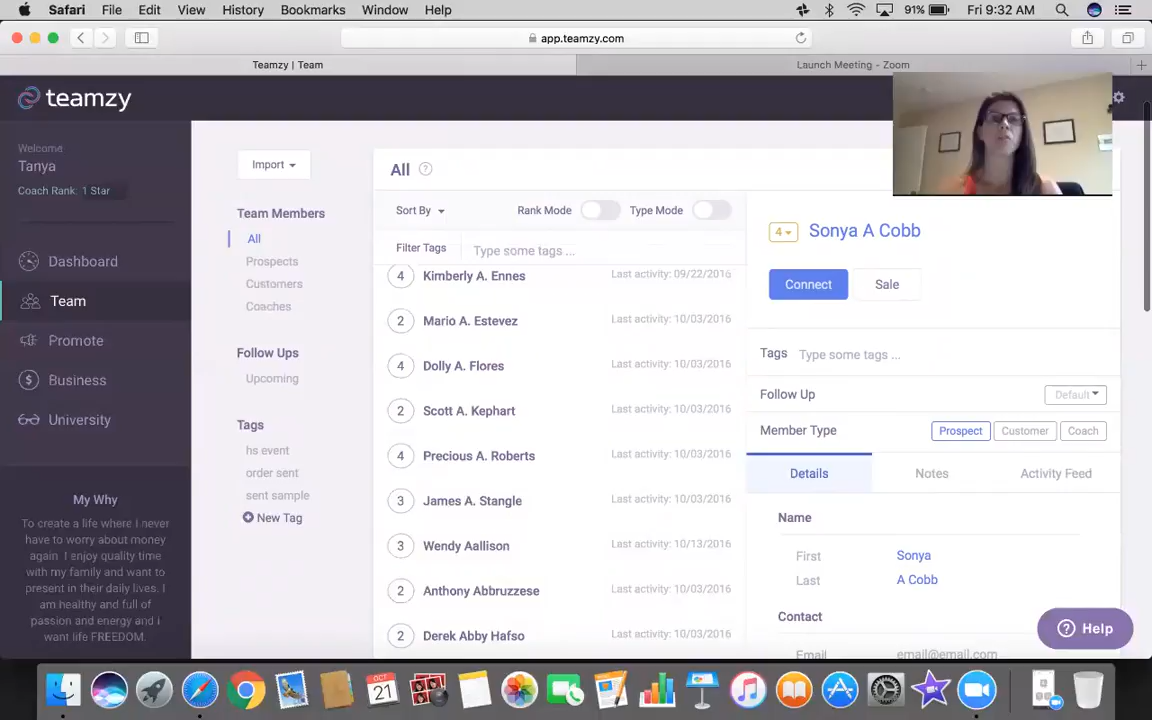 Safari File Edit View History Bookmarks Window Help 91% Fri 9:32 AM
app.teamzy.com
Teamzy | Team Launch Meeting - Zoom
teamzy
Welcome
Tanya
Coach Rank: 1 Star
Dashboard
Team
Promote
Business
University
My Why
To create a life where I never
have to worry about money
again. I enjoy quality time
with my family and want to
present in their daily lives. I
am healthy and full of
passion and energy and I
want life FREEDOM.
Import
Team Members
All
Prospects
Customers
Coaches
Follow Ups
Upcoming
Tags
hs event
order sent
sent sample
New Tag
All ?
Sort By Rank Mode Type Mode
Filter Tags Type some tags ...
4 Kimberly A. Ennes Last activity: 09/22/2016
2 Mario A. Estevez Last activity: 10/03/2016
4 Dolly A. Flores Last activity: 10/03/2016
2 Scott A. Kephart Last activity: 10/03/2016
4 Precious A. Roberts Last activity: 10/03/2016
3 James A. Stangle Last activity: 10/03/2016
3 Wendy Aallison Last activity: 10/13/2016
2 Anthony Abbruzzese Last activity: 10/03/2016
2 Derek Abby Hafso Last activity: 10/03/2016
4 Sonya A Cobb
Connect Sale
Tags Type some tags ...
Follow Up Default
Member Type Prospect Customer Coach
Details Notes Activity Feed
Name
First Sonya
Last A Cobb
Contact
Email email@email.com
? Help
OCT
21